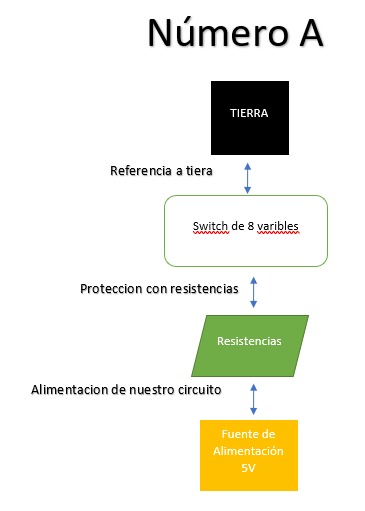 Número A
TIERRA
Referencia a tiera
Switch de 8 varibles
Proteccion con resistencias
Resistencias
Alimentacion de nuestro circuito
Fuente de
Alimentación
5V